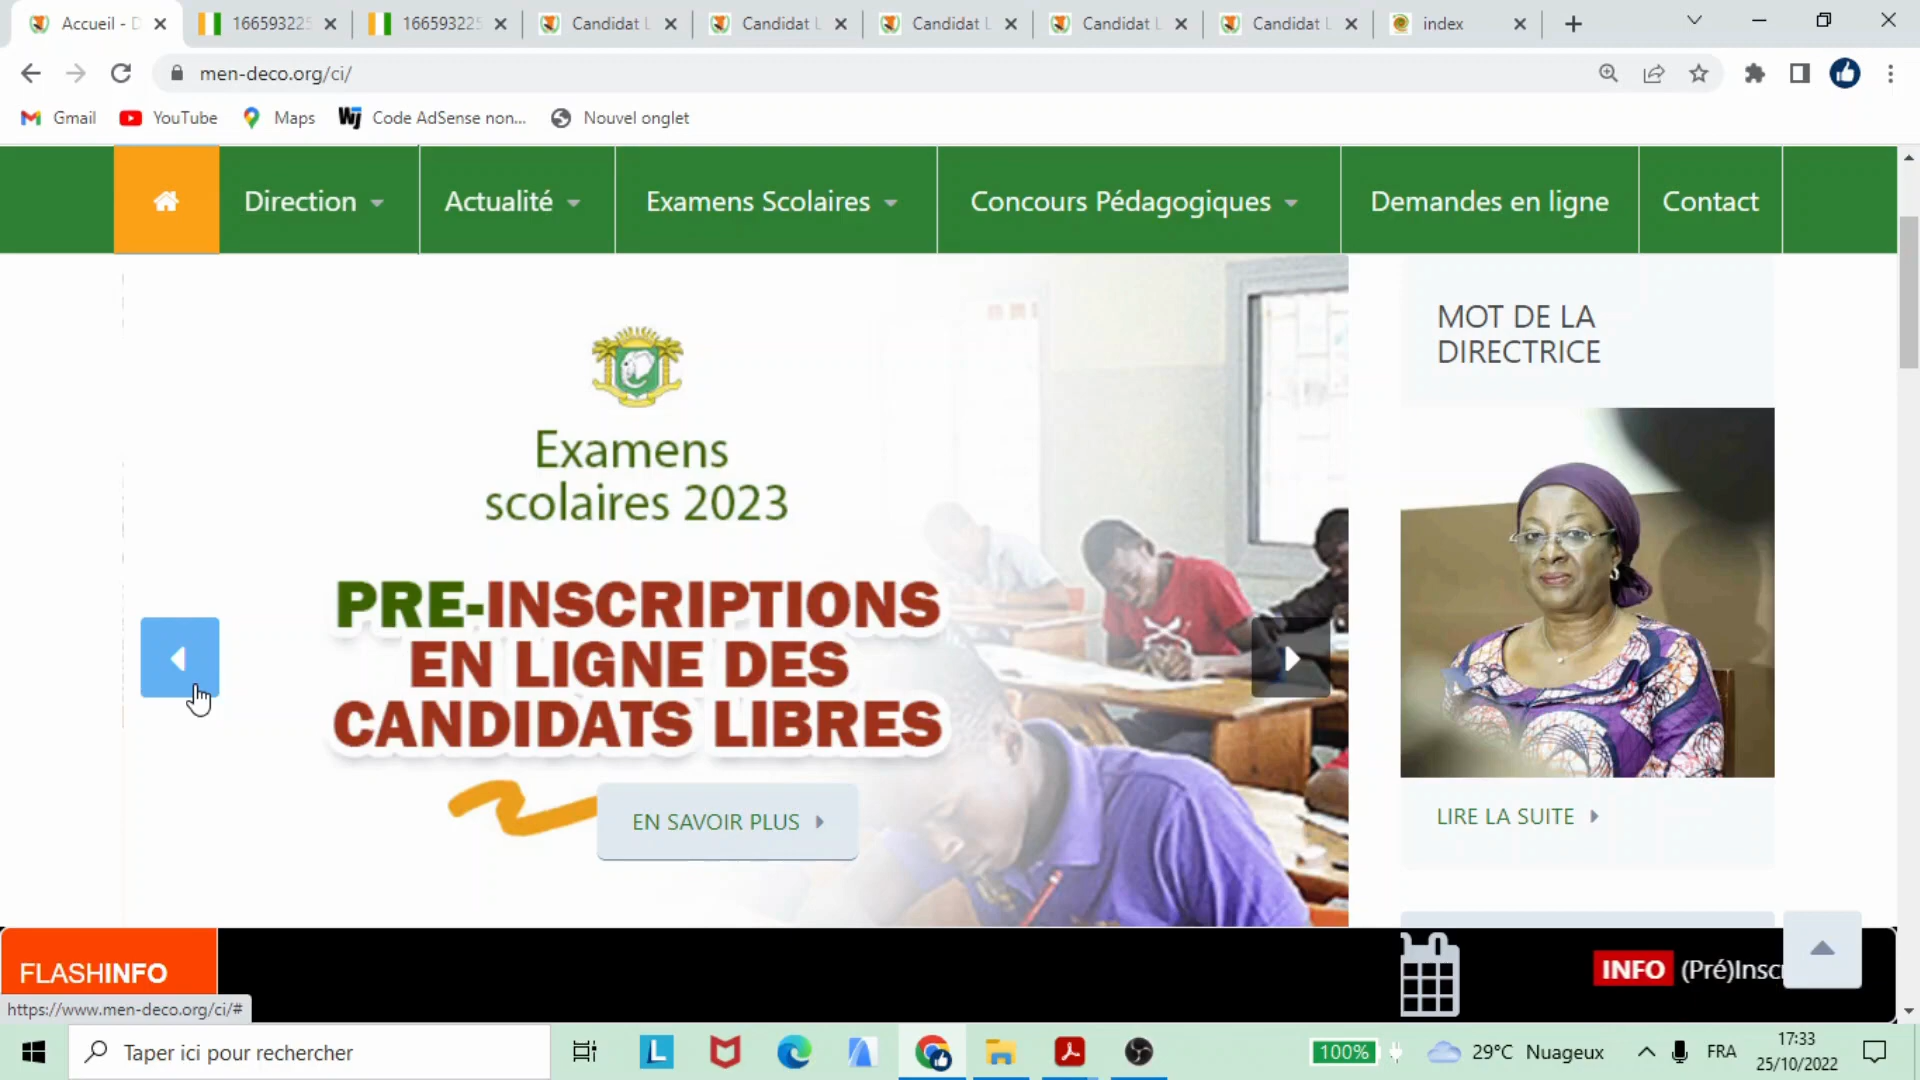 Accueil - D
166593225
166593225
Candidat L
Candidat L
Candidat L
Candidat L
Candidat L
index
men-deco.org/ci/
Gmail
YouTube
Maps
Code AdSense non...
Nouvel onglet
Direction
Actualité
Examens Scolaires
Concours Pédagogiques
Demandes en ligne
Contact
Examens
scolaires 2023
PRE-INSCRIPTIONS
EN LIGNE DES
CANDIDATS LIBRES
EN SAVOIR PLUS
MOT DE LA
DIRECTRICE
LIRE LA SUITE
FLASHINFO
INFO (Pré)Insc
https://www.men-deco.org/ci/#
Taper ici pour rechercher
100%
29°C Nuageux
FRA
17:33
25/10/2022